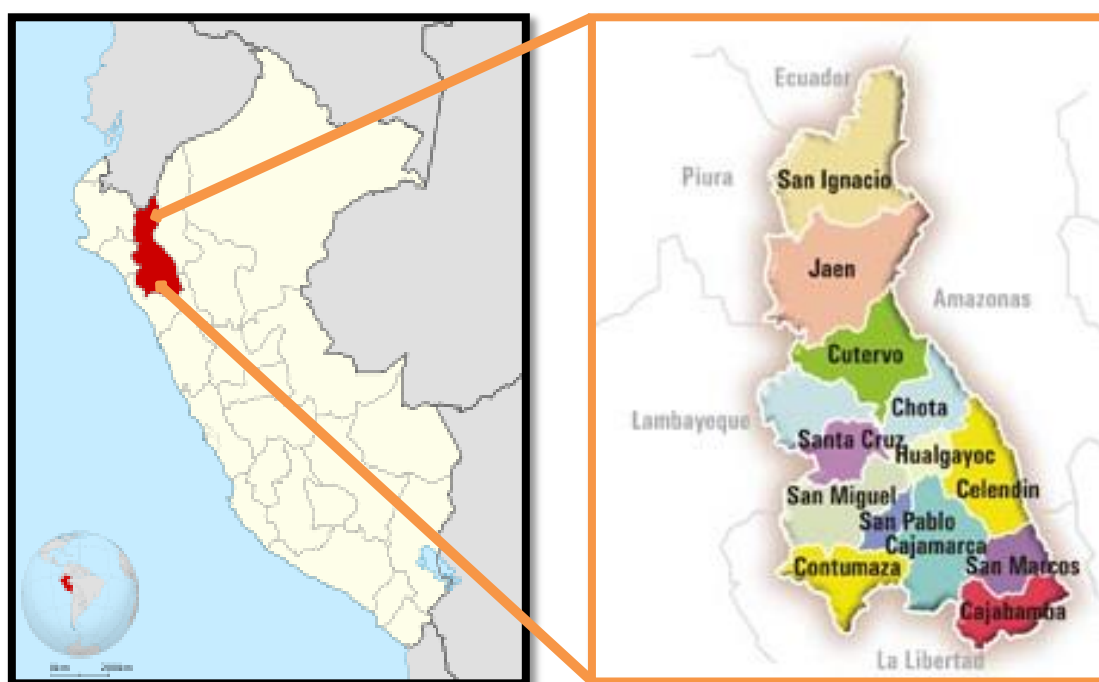 Ecuador
Piura
San Ignacio
Jaen
Amazonas
Cutervo
Chota
Lambayeque
Santa Cruz
Hualgayoc
Celendin
San Miguel
San Pablo
Cajamarca
Contumaza
San Marcos
Cajabamba
La Libertad